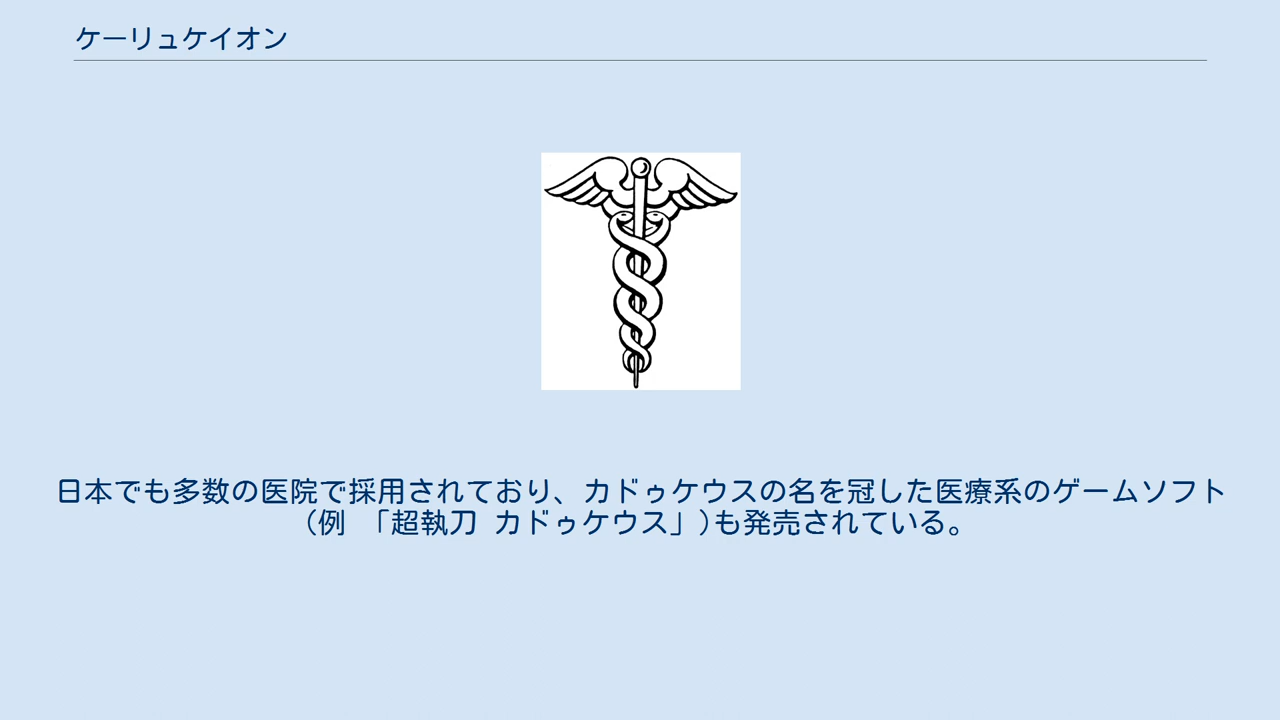 ケーリュケイオン
日本でも多数の医院で採用されており、カドゥケウスの名を冠した医療系のゲームソフト
(例 「超執刀 カドゥケウス」)も発売されている。